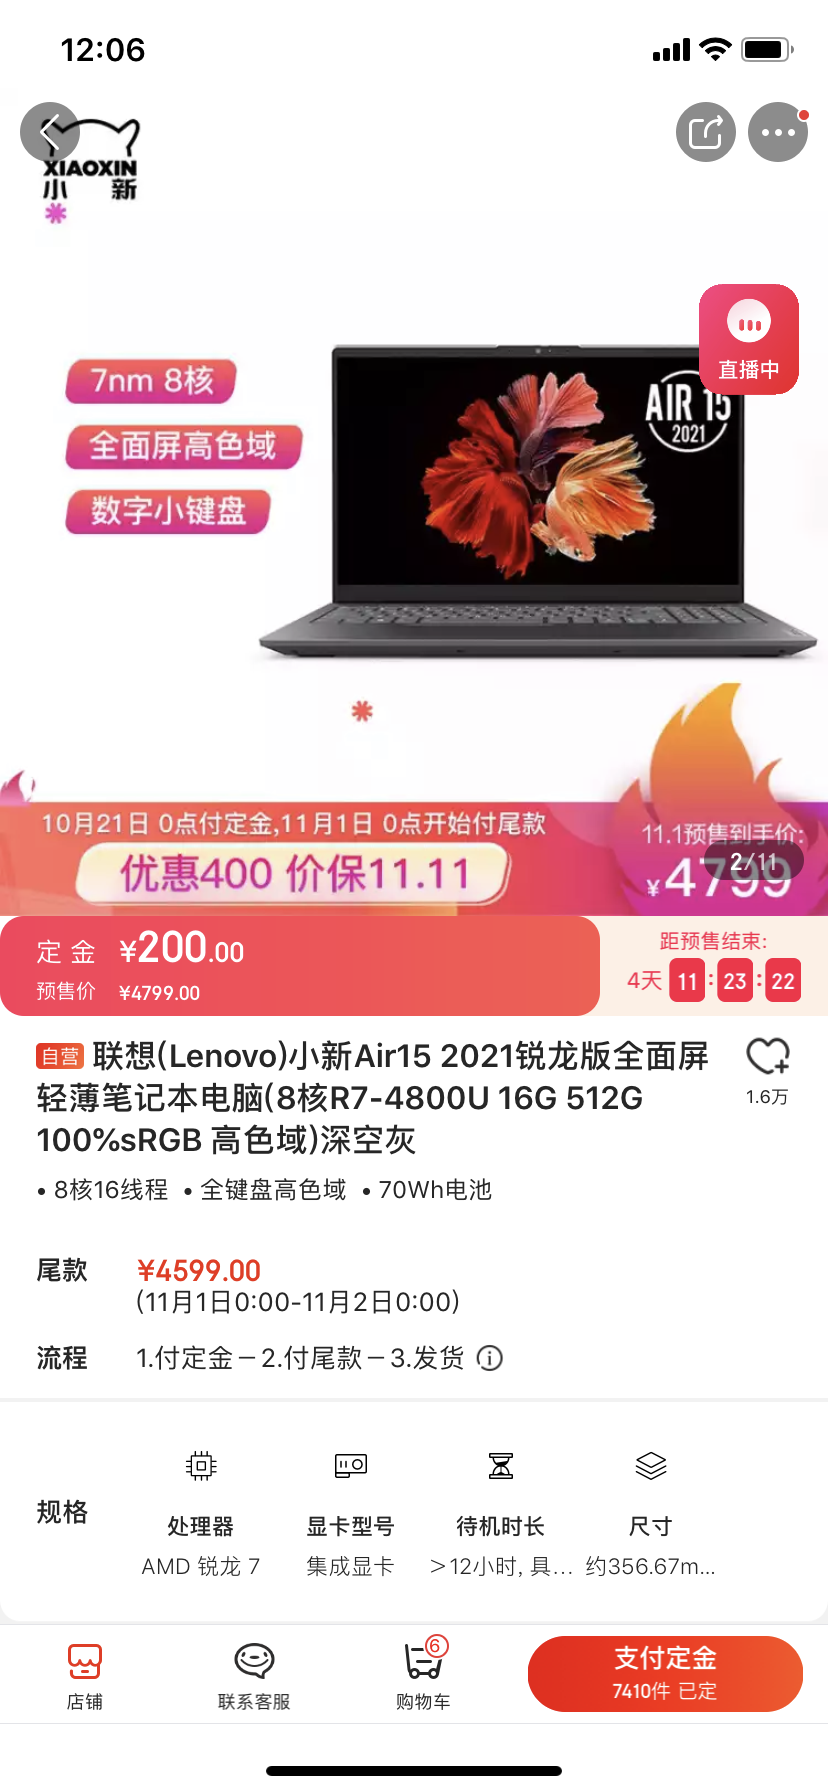 12:06
XIAOXIN
小 新
直播中
7nm 8核
全面屏高色域
数字小键盘
AIR 15
2021
10月21日 0点付定金,11月1日 0点开始付尾款
优惠400 价保11.11
11.1预售到手价:
¥4799
2/11
定金 ¥200.00
预售价 ¥4799.00
距预售结束:
4天 11:23:22
自营 联想(Lenovo)小新Air15 2021锐龙版全面屏
轻薄笔记本电脑(8核R7-4800U 16G 512G
100%sRGB 高色域)深空灰
1.6万
• 8核16线程 • 全键盘高色域 • 70Wh电池
尾款 ¥4599.00
(11月1日0:00-11月2日0:00)
流程 1.付定金－2.付尾款－3.发货
规格
处理器 显卡型号 待机时长 尺寸
AMD 锐龙 7 集成显卡 >12小时, 具... 约356.67m...
店铺
联系客服
6
购物车
支付定金
7410件 已定